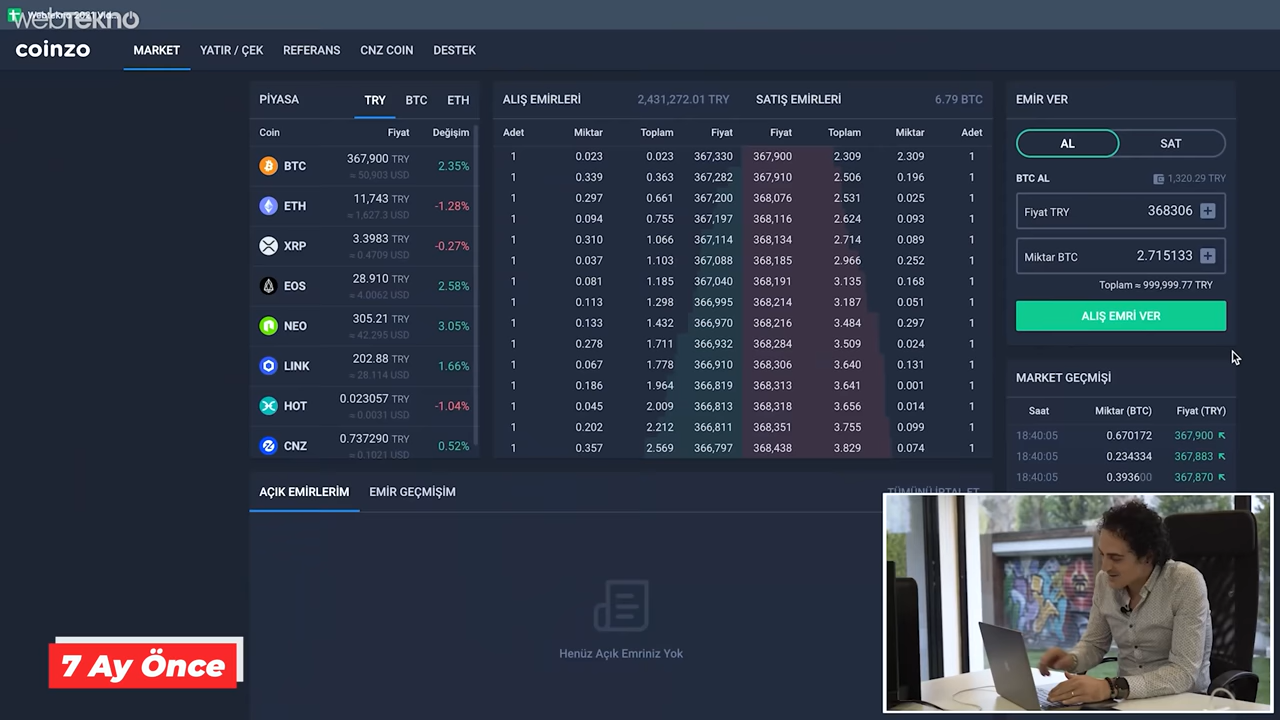 webtekno
coinzo MARKET YATIR / ÇEK REFERANS CNZ COIN DESTEK
PİYASA TRY BTC ETH
Coin Fiyat Değişim
BTC 367,900 TRY 2.35%
≈ 50,903 USD
ETH 11,743 TRY -1.28%
≈ 1,627.3 USD
XRP 3.3983 TRY -0.27%
≈ 0.4709 USD
EOS 28.910 TRY 2.58%
≈ 4.0062 USD
NEO 305.21 TRY 3.05%
≈ 42.295 USD
LINK 202.88 TRY 1.66%
≈ 28.114 USD
HOT 0.023057 TRY -1.04%
≈ 0.0031 USD
CNZ 0.737290 TRY 0.52%
≈ 0.1021 USD
ALIŞ EMİRLERİ 2,431,272.01 TRY SATIŞ EMİRLERİ 6.79 BTC
Adet Miktar Toplam Fiyat Fiyat Toplam Miktar Adet
1 0.023 0.023 367,330 367,900 2.309 2.309 1
1 0.339 0.363 367,282 367,910 2.506 0.196 1
1 0.297 0.661 367,200 368,076 2.531 0.025 1
1 0.094 0.755 367,197 368,116 2.624 0.093 1
1 0.310 1.066 367,114 368,134 2.714 0.089 1
1 0.037 1.103 367,088 368,185 2.966 0.252 1
1 0.081 1.185 367,040 368,191 3.135 0.168 1
1 0.113 1.298 366,995 368,214 3.187 0.051 1
1 0.133 1.432 366,970 368,216 3.484 0.297 1
1 0.278 1.711 366,932 368,284 3.509 0.024 1
1 0.067 1.778 366,910 368,306 3.640 0.131 1
1 0.186 1.964 366,819 368,313 3.641 0.001 1
1 0.045 2.009 366,813 368,318 3.656 0.014 1
1 0.202 2.212 366,811 368,351 3.755 0.099 1
1 0.357 2.569 366,797 368,438 3.829 0.074 1
EMİR VER
AL SAT
BTC AL 1,320.29 TRY
Fiyat TRY 368306
Miktar BTC 2.715133
Toplam ≈ 999,999.77 TRY
ALIŞ EMRİ VER
MARKET GEÇMİŞİ
Saat Miktar (BTC) Fiyat (TRY)
18:40:05 0.670172 367,900
18:40:05 0.234334 367,883
18:40:05 0.393600 367,870
AÇIK EMİRLERİM EMİR GEÇMİŞİM TÜMÜNÜ İPTAL ET
Henüz Açık Emriniz Yok
7 Ay Önce